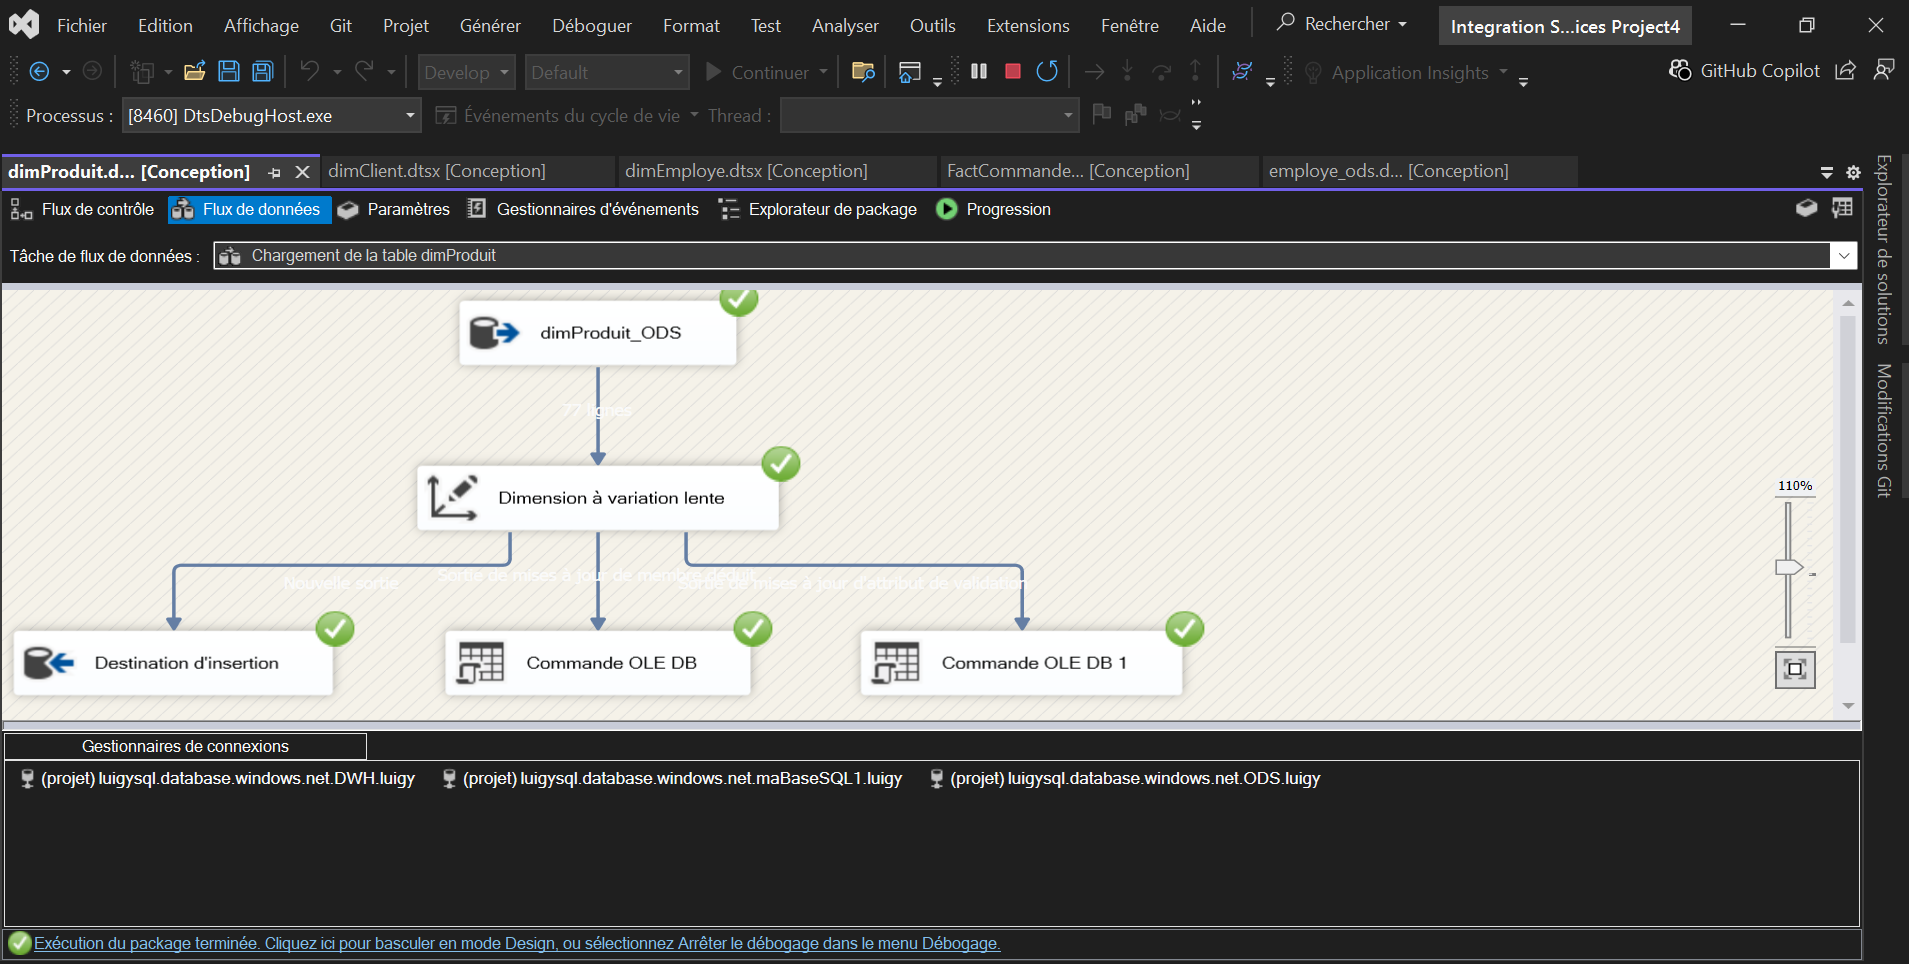 Fichier Edition Affichage Git Projet Générer Déboguer Format Test Analyser Outils Extensions Fenêtre Aide Rechercher Integration S...ices Project4
Develop Default Continuer Application Insights GitHub Copilot
Processus : [8460] DtsDebugHost.exe Événements du cycle de vie Thread :
dimProduit.d... [Conception] dimClient.dtsx [Conception] dimEmploye.dtsx [Conception] FactCommande... [Conception] employe_ods.d... [Conception]
Flux de contrôle Flux de données Paramètres Gestionnaires d'événements Explorateur de package Progression
Tâche de flux de données : Chargement de la table dimProduit
Explorateur de solutions
Modifications Git
dimProduit_ODS
77 lignes
Dimension à variation lente
110%
Nouvelle sortie
Sortie de mises à jour de membre déduit
Sortie de mises à jour d'attribut de validation
Destination d'insertion
Commande OLE DB
Commande OLE DB 1
Gestionnaires de connexions
(projet) luigysql.database.windows.net.DWH.luigy (projet) luigysql.database.windows.net.maBaseSQL1.luigy (projet) luigysql.database.windows.net.ODS.luigy
Exécution du package terminée. Cliquez ici pour basculer en mode Design, ou sélectionnez Arrêter le débogage dans le menu Débogage.